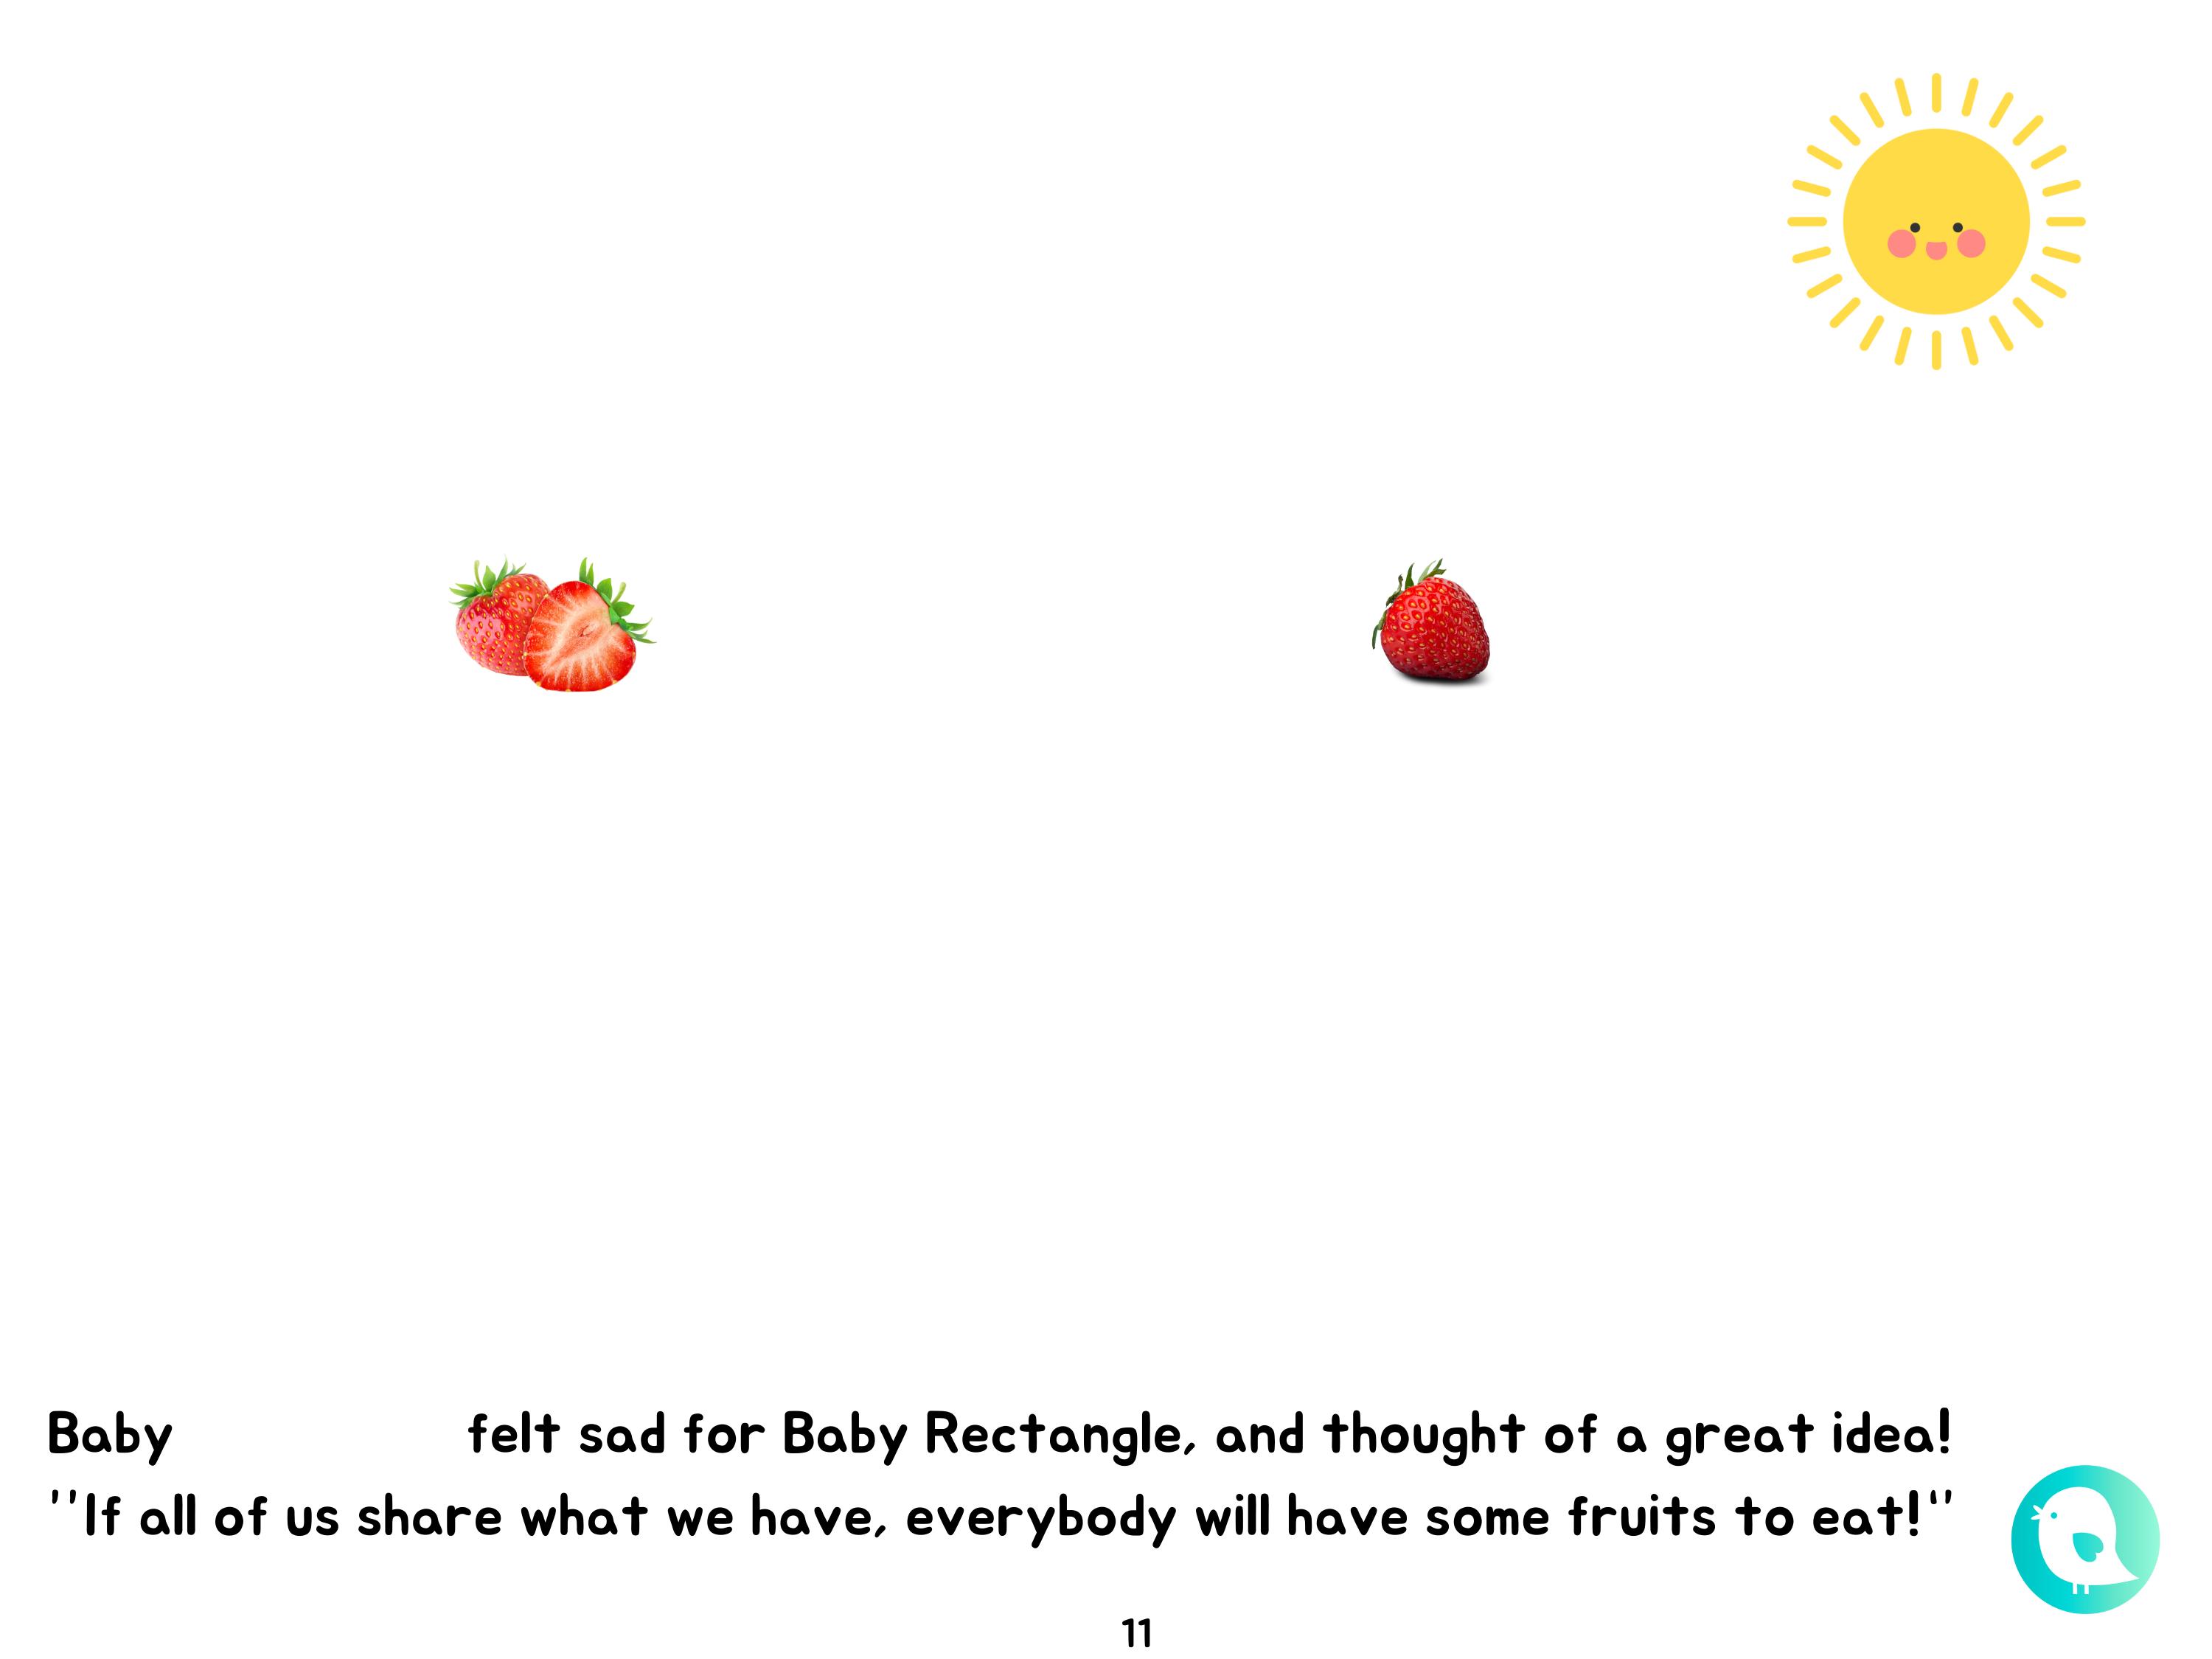 Baby felt sad for Baby Rectangle, and thought of a great idea!
''If all of us share what we have, everybody will have some fruits to eat!"
11